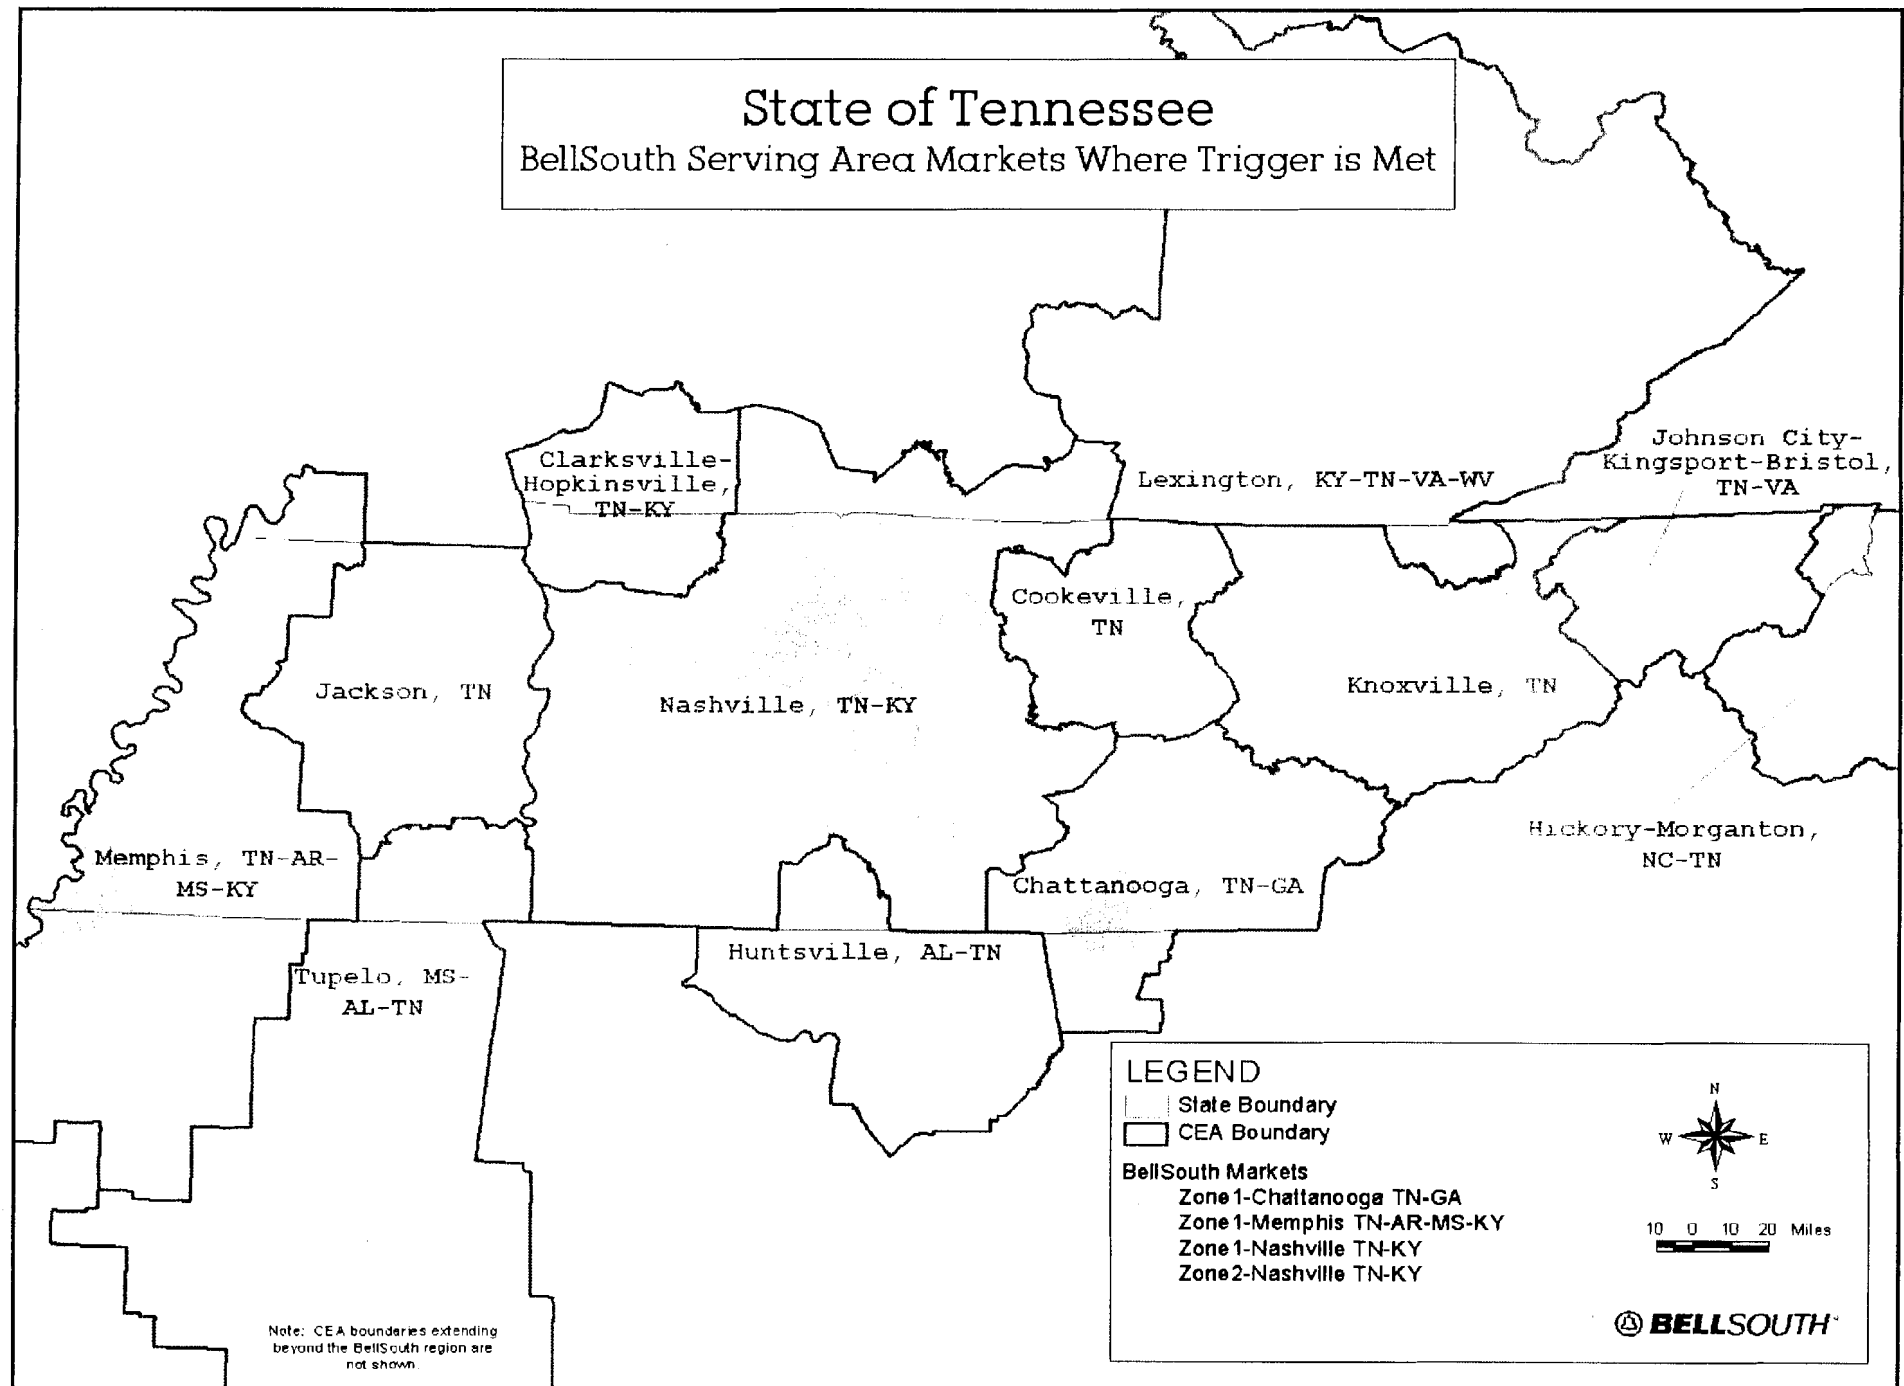 State of Tennessee
BellSouth Serving Area Markets Where Trigger is Met
Clarksville-
Hopkinsville,
TN-KY
Lexington, KY-TN-VA-WV
Johnson City-
Kingsport-Bristol,
TN-VA
Cookeville,
TN
Jackson, TN
Nashville, TN-KY
Knoxville, TN
Memphis, TN-AR-
MS-KY
Chattanooga, TN-GA
Hickory-Morganton,
NC-TN
Huntsville, AL-TN
Tupelo, MS-
AL-TN
LEGEND
State Boundary
CEA Boundary
BellSouth Markets
Zone1-Chattanooga TN-GA
Zone1-Memphis TN-AR-MS-KY
Zone1-Nashville TN-KY
Zone2-Nashville TN-KY
N
W E
S
10 0 10 20 Miles
BELLSOUTH
Note: CEA boundaries extending
beyond the BellSouth region are
not shown.